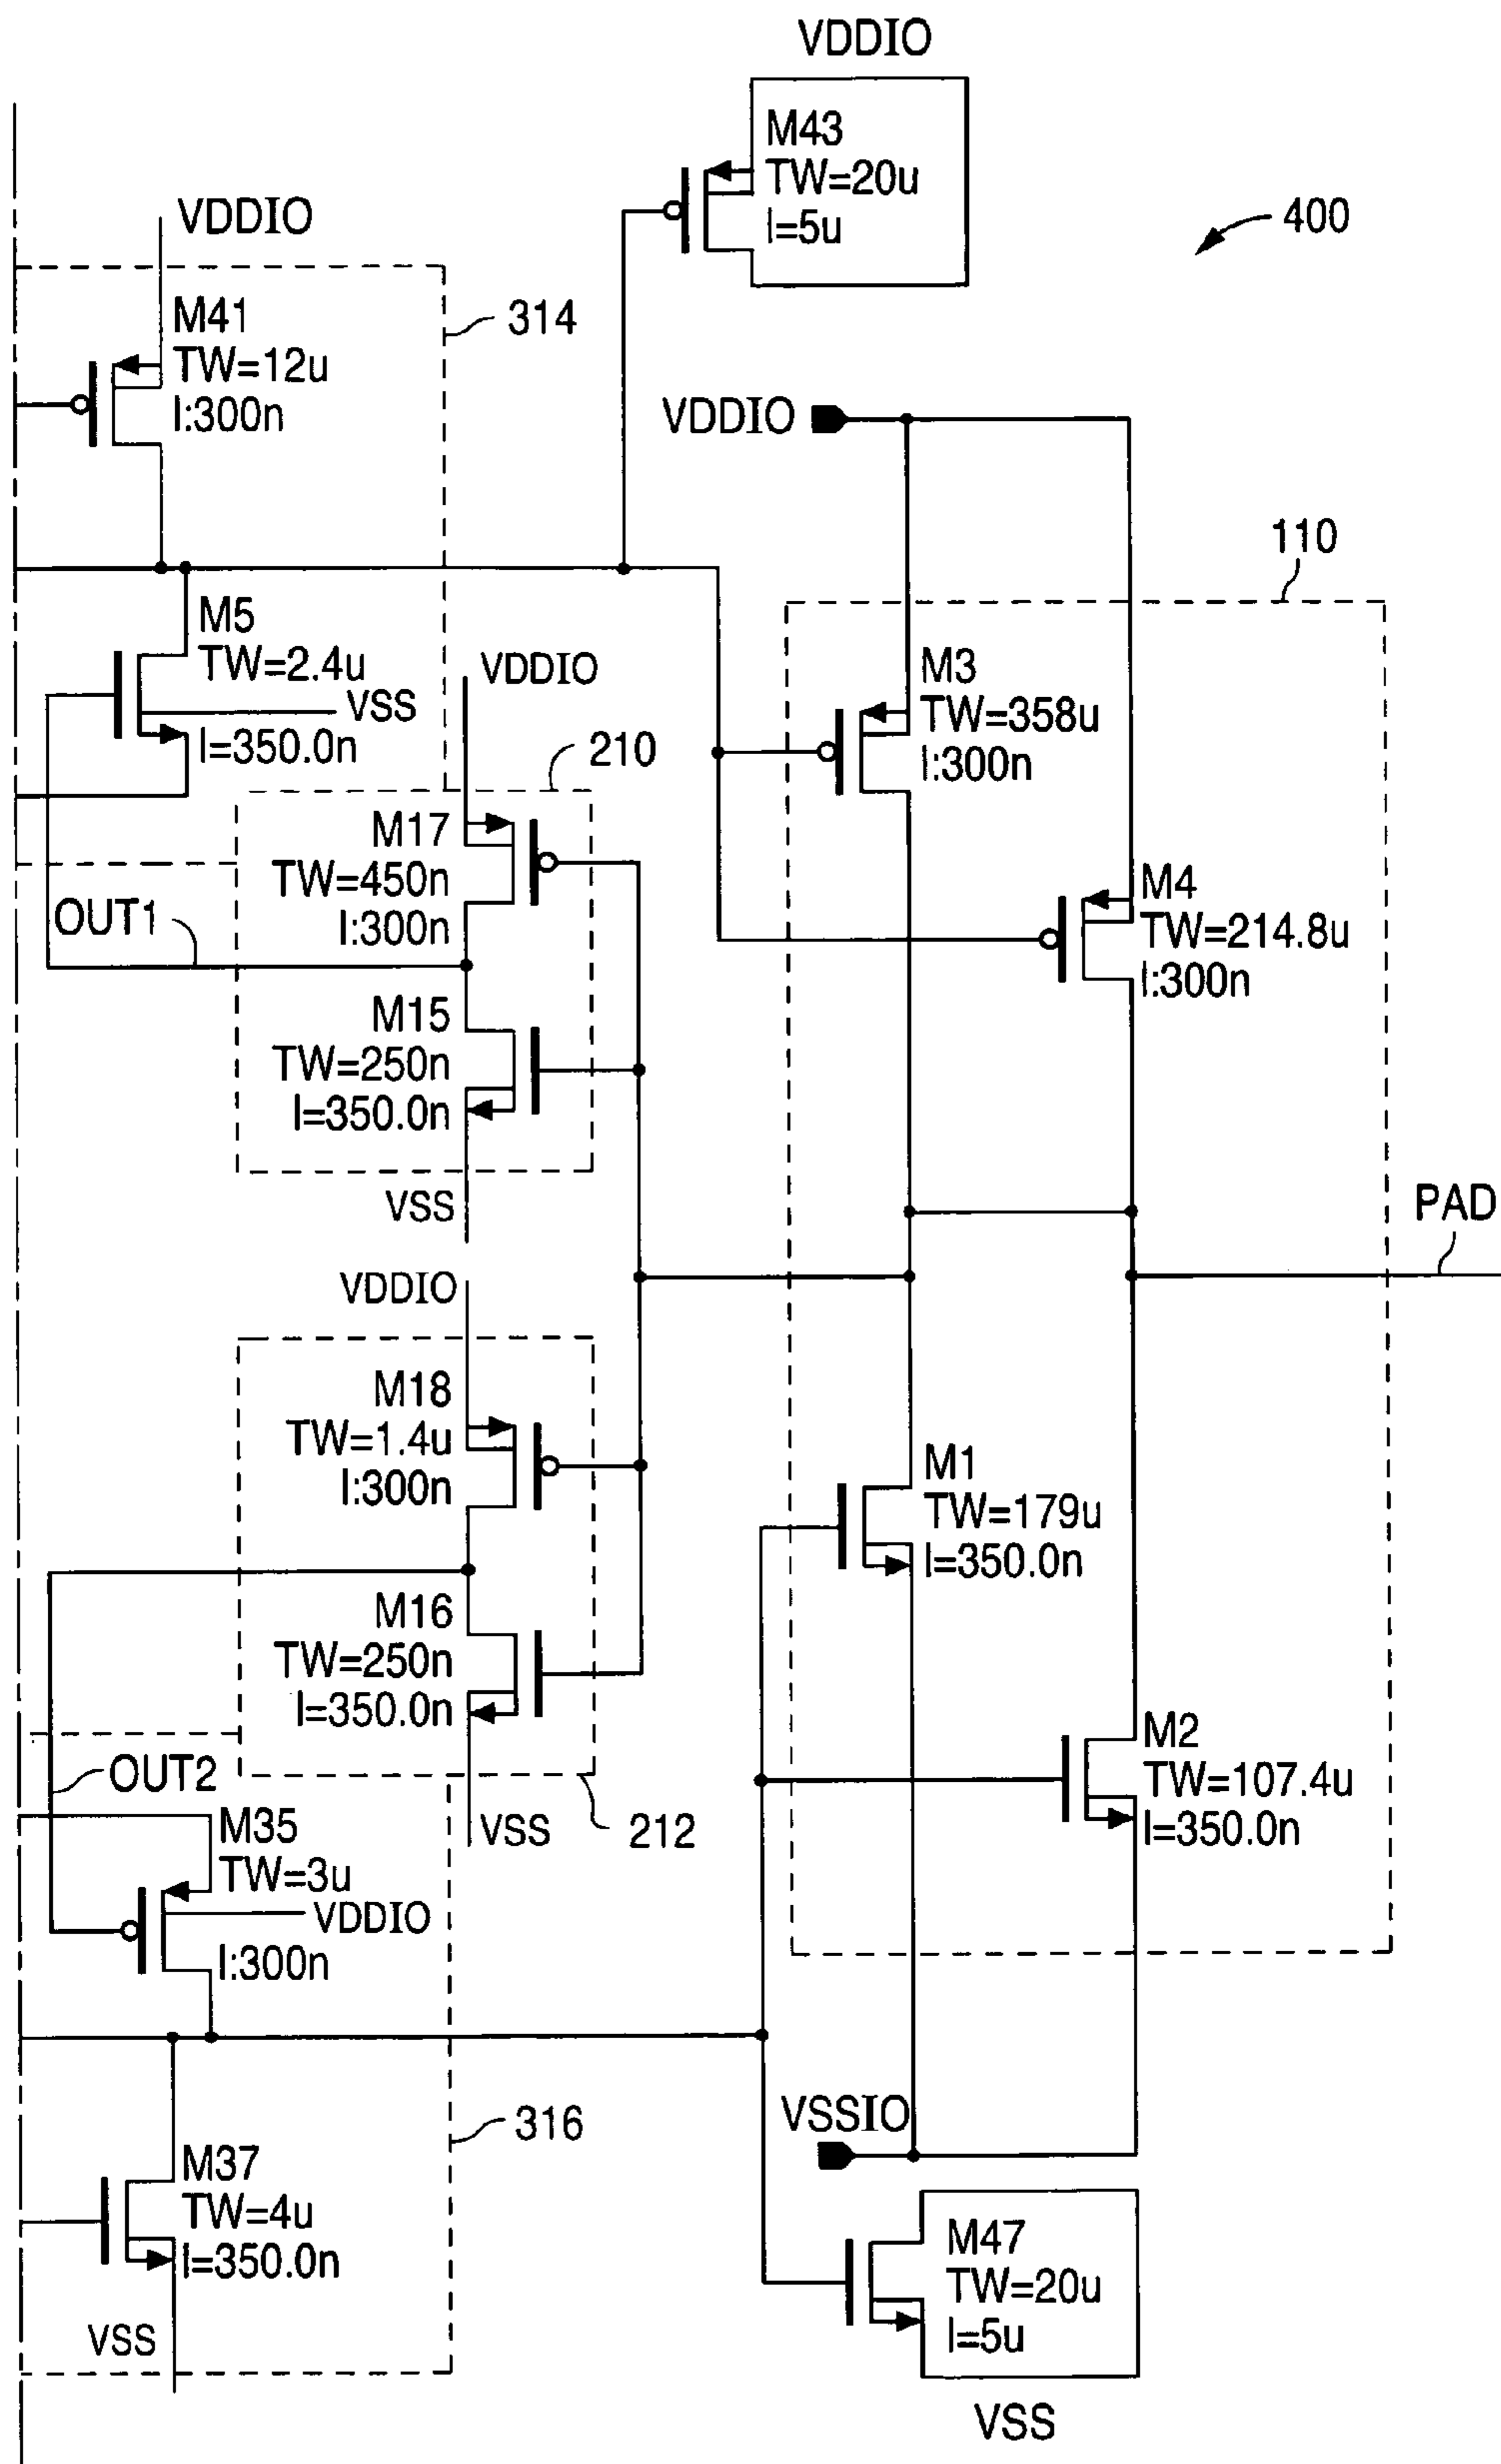 VDDIO
M43
TW=20u
l=5u
400
VDDIO
M41
TW=12u
l:300n
314
VDDIO
110
M5
TW=2.4u
VSS
l=350.0n
VDDIO
M3
TW=358u
l:300n
210
M17
TW=450n
l:300n
M4
TW=214.8u
l:300n
OUT1
M15
TW=250n
l=350.0n
VSS
PAD
VDDIO
M18
TW=1.4u
l:300n
M1
TW=179u
l=350.0n
M16
TW=250n
l=350.0n
M2
TW=107.4u
l=350.0n
OUT2
VSS
212
M35
TW=3u
VDDIO
l:300n
VSSIO
316
M37
TW=4u
l=350.0n
VSS
M47
TW=20u
l=5u
VSS